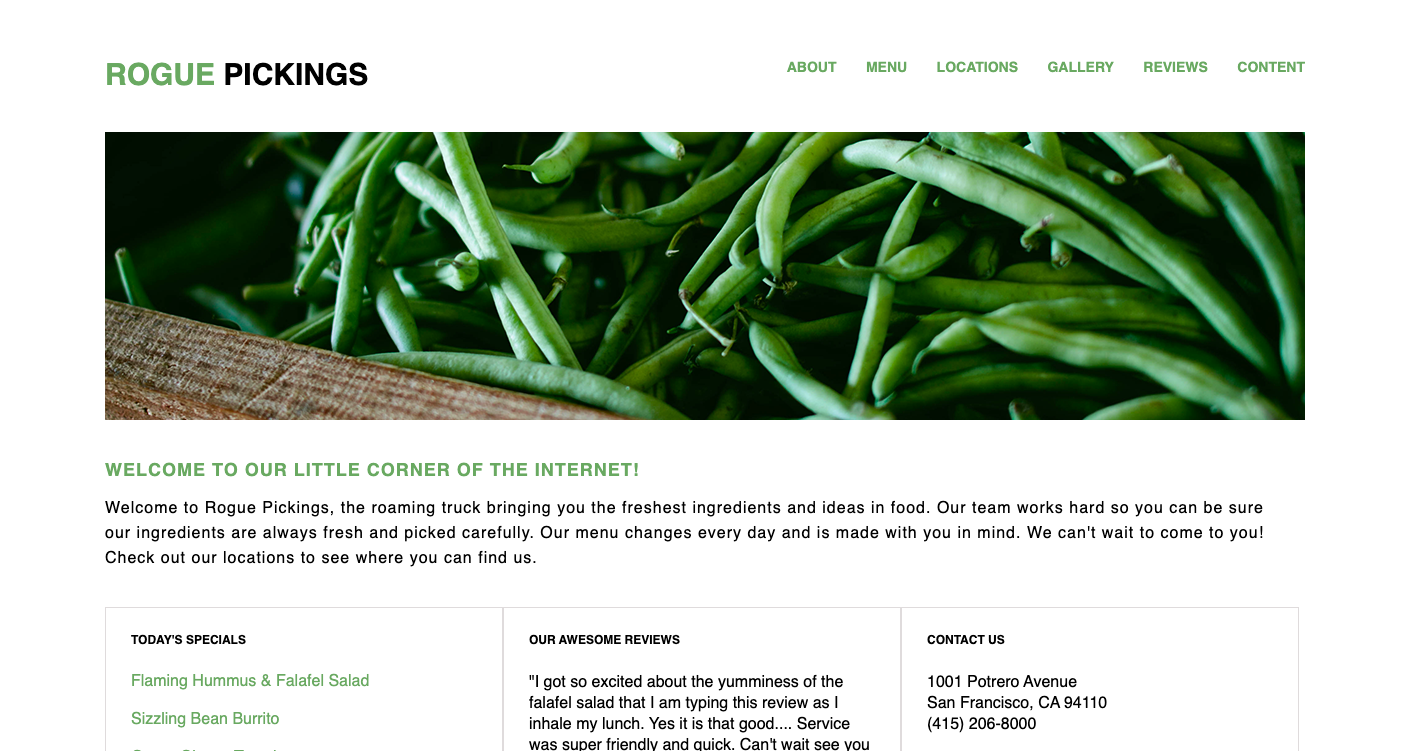 ROGUE PICKINGS
ABOUT MENU LOCATIONS GALLERY REVIEWS CONTENT
WELCOME TO OUR LITTLE CORNER OF THE INTERNET!
Welcome to Rogue Pickings, the roaming truck bringing you the freshest ingredients and ideas in food. Our team works hard so you can be sure
our ingredients are always fresh and picked carefully. Our menu changes every day and is made with you in mind. We can't wait to come to you!
Check out our locations to see where you can find us.
TODAY'S SPECIALS
Flaming Hummus & Falafel Salad
Sizzling Bean Burrito
OUR AWESOME REVIEWS
"I got so excited about the yumminess of the
falafel salad that I am typing this review as I
inhale my lunch. Yes it is that good.... Service
was super friendly and quick. Can't wait see you
CONTACT US
1001 Potrero Avenue
San Francisco, CA 94110
(415) 206-8000